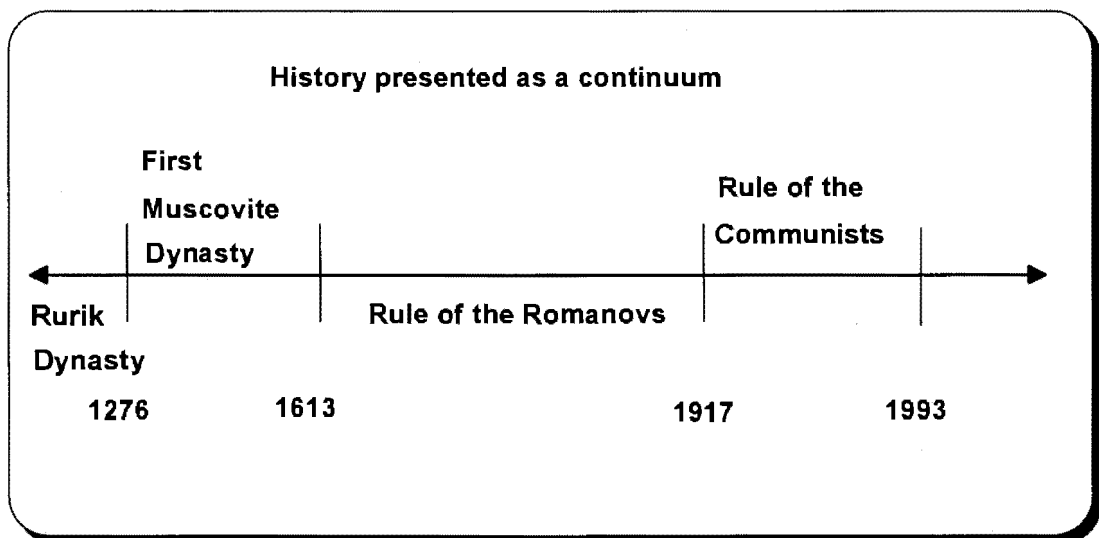 History presented as a continuum
First
Muscovite
Dynasty
Rule of the
Communists
Rurik
Dynasty
Rule of the Romanovs
1276
1613
1917
1993